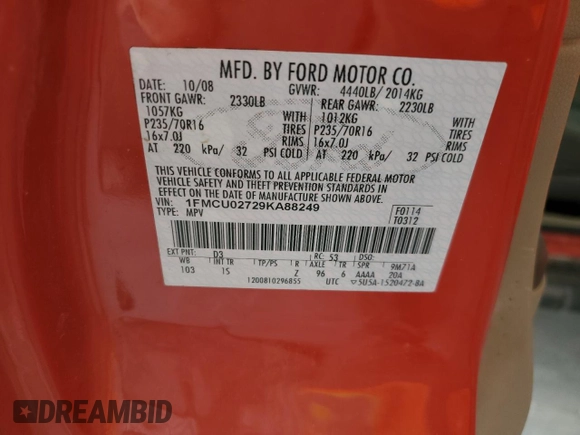 MFD. BY FORD MOTOR CO.
DATE: 10/08 GVWR: 4440LB/ 2014KG
FRONT GAWR: 2330LB REAR GAWR: 2230LB
1057KG WITH 1012KG WITH
P235/70R16 TIRES P235/70R16 TIRES
16x7.0J RIMS 16x7.0J RIMS
AT 220 kPa/ 32 PSI COLD AT 220 kPa/ 32 PSI COLD
THIS VEHICLE CONFORMS TO ALL APPLICABLE FEDERAL MOTOR
VEHICLE SAFETY AND THEFT PREVENTION STANDARDS IN
EFFECT ON THE DATE OF MANUFACTURE SHOWN ABOVE.
VIN: 1FMCU02729KA88249 F0114
TYPE: MPV T0312
EXT PNT: D3 RC: 53 DSO:
WB INT TR TP/PS R AXLE TR SPR 9M71A
103 IS Z 96 6 AAAA 20A
1200810296855 UTC ▽5U5A-1520472-BA
DREAMBID